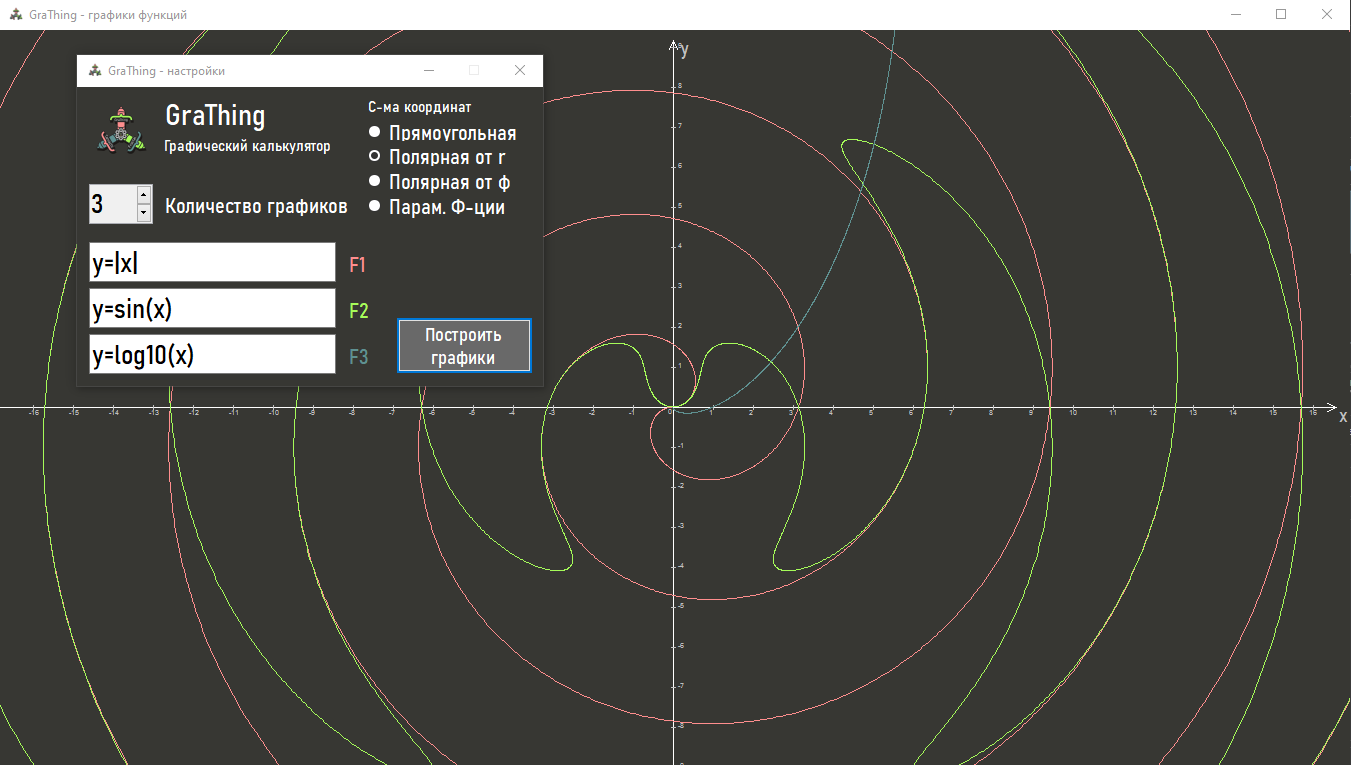 GraThing - графики функций
GraThing - настройки
GraThing
Графический калькулятор
С-ма координат
Прямоугольная
Полярная от r
Полярная от ф
Парам. Ф-ции
3
Количество графиков
y=|x|
F1
y=sin(x)
F2
y=log10(x)
F3
Построить
графики
y
9
8
7
6
5
4
3
2
1
-16 -15 -14 -13 -12 -11 -10 -9 -8 -7 -6 -5 -4 -3 -2 -1 0 1 2 3 4 5 6 7 8 9 10 11 12 13 14 15 16
x
-1
-2
-3
-4
-5
-6
-7
-8